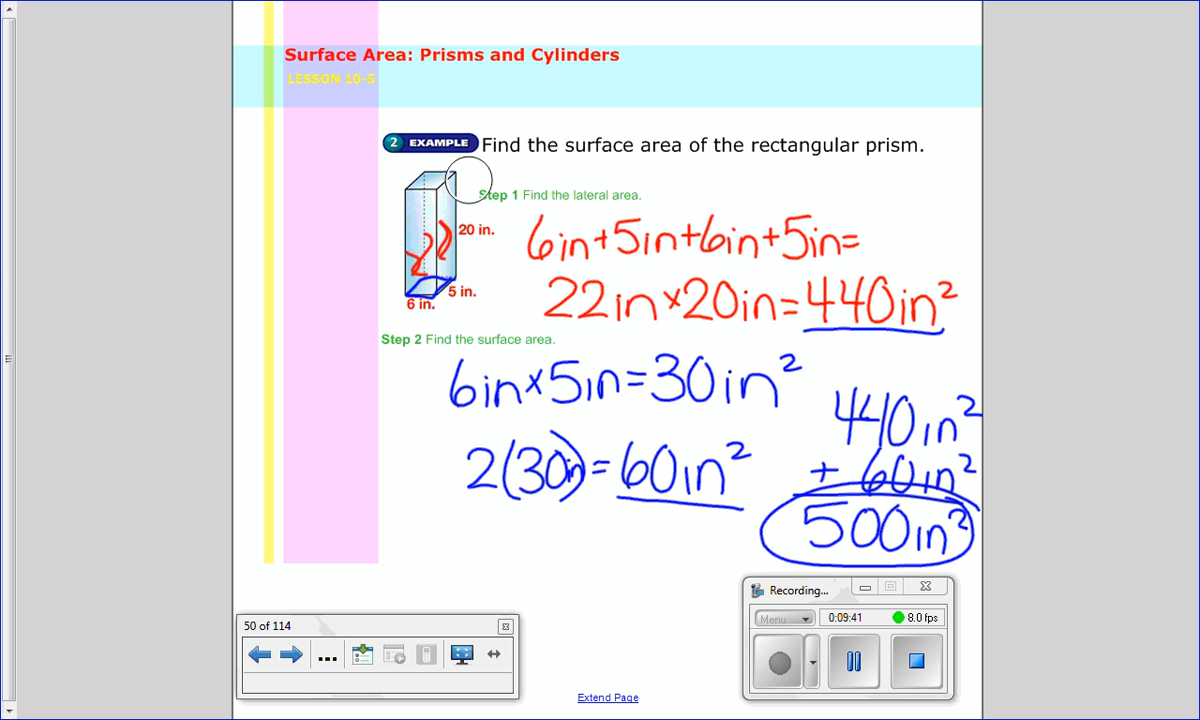 Surface Area: Prisms and Cylinders
LESSON 10-5
2 EXAMPLE Find the surface area of the rectangular prism.
Step 1 Find the lateral area.
20 in.
5 in.
6 in.
6in+5in+6in+5in=
22in×20in=440in²
Step 2 Find the surface area.
6in×5in=30in²
2(30in)=60in²
440in²
+ 60in²
500in²
50 of 114
Recording...
Menu
0:09:41
8.0 fps
Extend Page